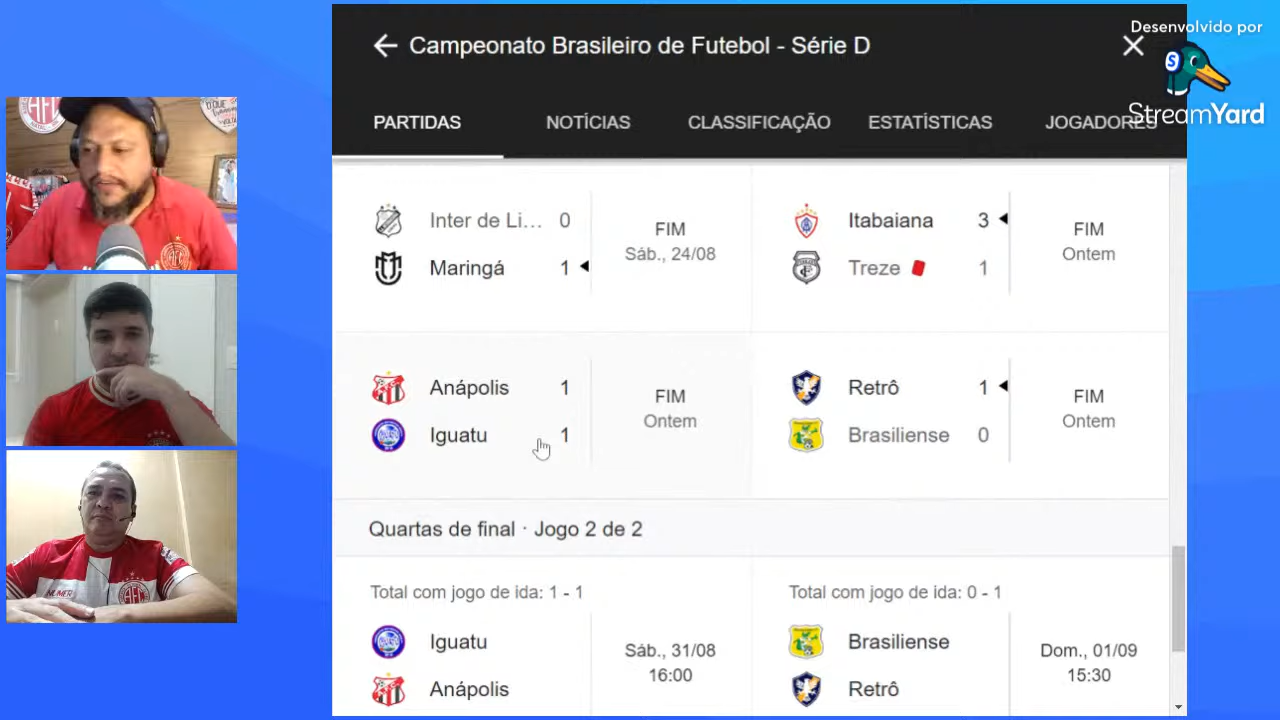 Desenvolvido por
StreamYard
Campeonato Brasileiro de Futebol - Série D
PARTIDAS
NOTÍCIAS
CLASSIFICAÇÃO
ESTATÍSTICAS
JOGADORES
Inter de Li... 0
Maringá 1
FIM
Sáb., 24/08
Itabaiana 3
Treze 1
FIM
Ontem
Anápolis 1
Iguatu 1
FIM
Ontem
Retrô 1
Brasiliense 0
FIM
Ontem
Quartas de final · Jogo 2 de 2
Total com jogo de ida: 1 - 1
Iguatu
Anápolis
Sáb., 31/08
16:00
Total com jogo de ida: 0 - 1
Brasiliense
Retrô
Dom., 01/09
15:30